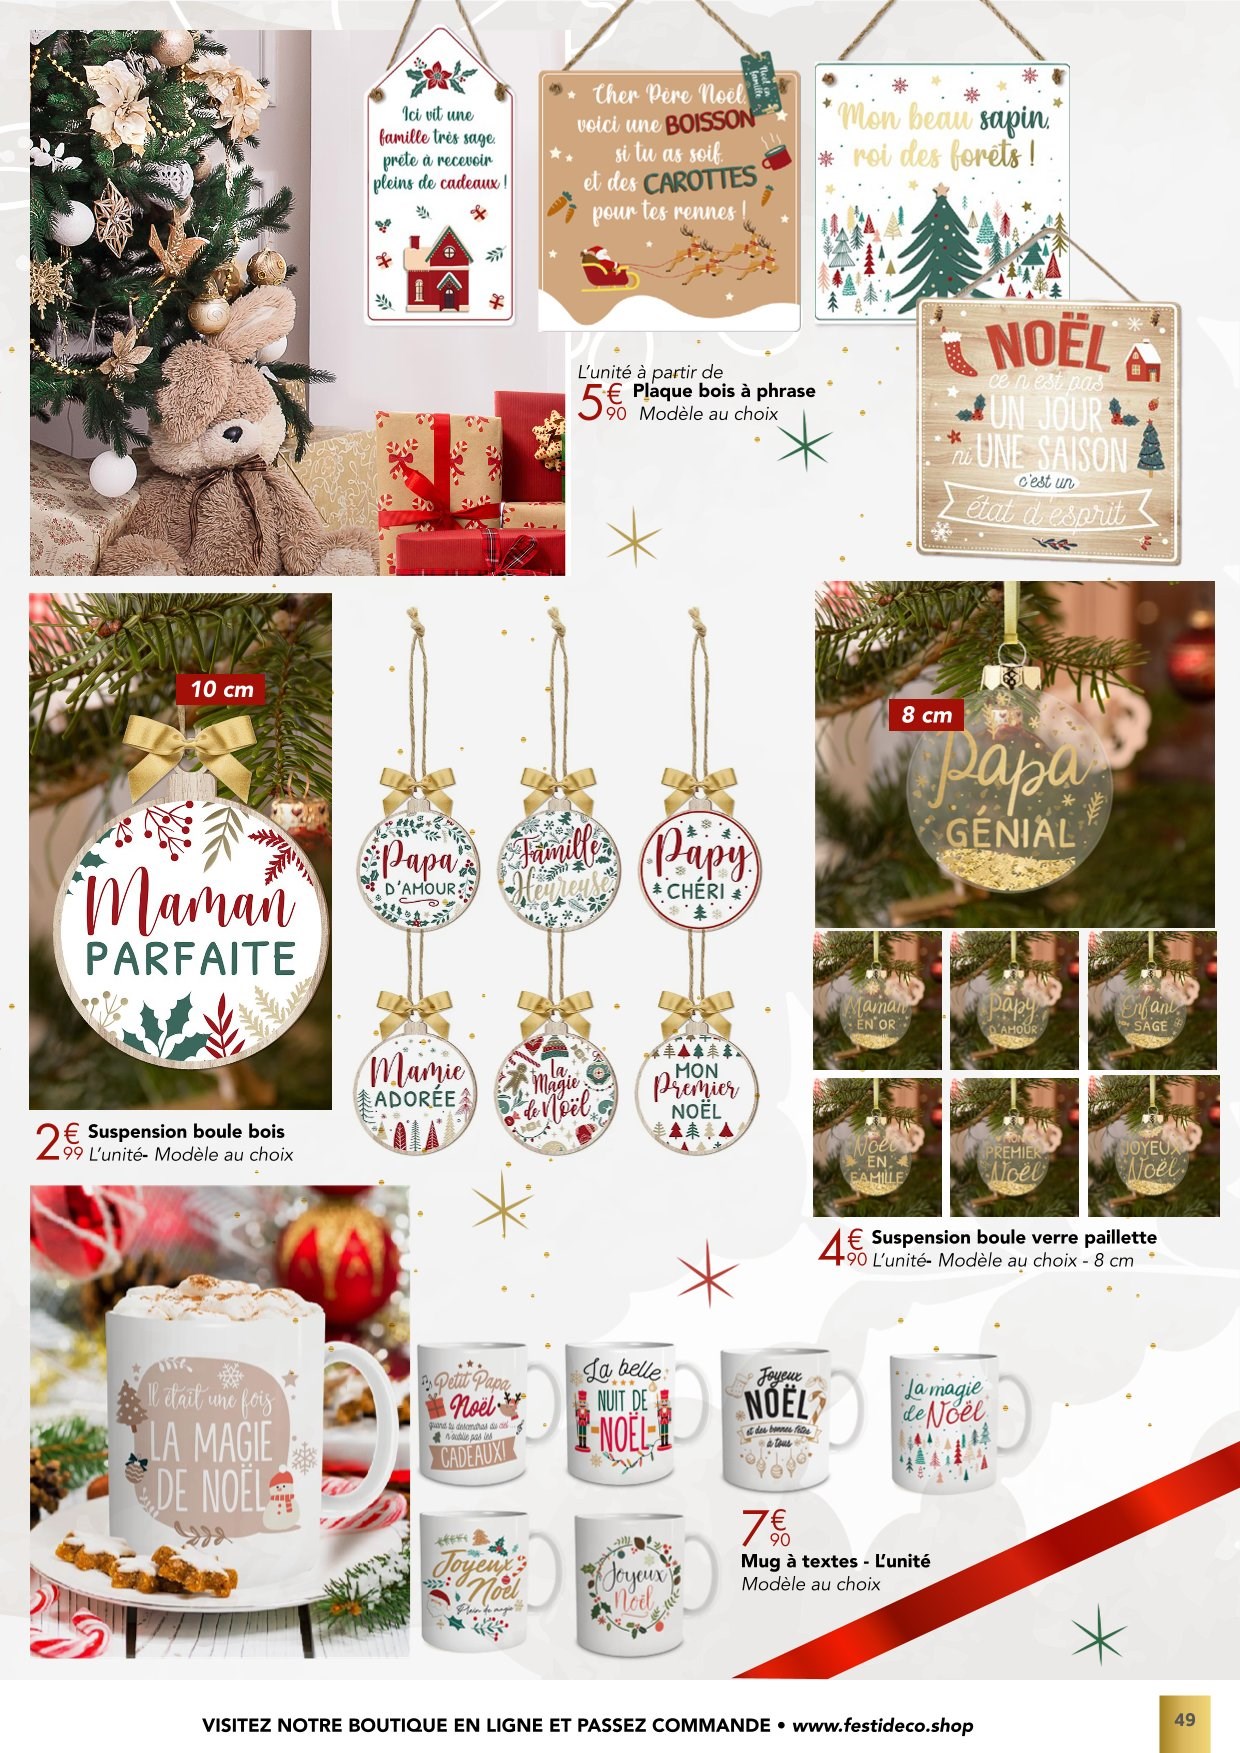 Ici vit une
famille très sage,
prête à recevoir
pleins de cadeaux !
Cher Père Noël,
voici une BOISSON
si tu as soif,
et des CAROTTES
pour tes rennes !
Noël en
famille
Mon beau sapin,
roi des forêts !
NOËL
ce n'est pas
UN JOUR
ni UNE SAISON
c'est un
état d'esprit
L'unité à partir de
5€90 Plaque bois à phrase
Modèle au choix
10 cm
Maman
PARFAITE
Papa
D'AMOUR
Famille
Heureuse
Papy
CHÉRI
Mamie
ADORÉE
La
Magie
de Noël
MON
Premier
NOËL
2€99 Suspension boule bois
L'unité- Modèle au choix
8 cm
Papa
GÉNIAL
Maman
EN OR
Papy
D'AMOUR
Enfant
SAGE
Noël
EN
FAMILLE
MON
PREMIER
Noël
JOYEUX
Noël
4€90 Suspension boule verre paillette
L'unité- Modèle au choix - 8 cm
Il était une fois
LA MAGIE
DE NOËL
Petit Papa
Noël
quand tu descendras du ciel
n'oublie pas les
CADEAUX!
La belle
NUIT DE
NOËL
Joyeux
NOËL
et des bonnes fêtes
à tous
La magie
de Noël
Joyeux
Noël
Plein de magie
Joyeux
Noël
7€90
Mug à textes - L'unité
Modèle au choix
VISITEZ NOTRE BOUTIQUE EN LIGNE ET PASSEZ COMMANDE • www.festideco.shop
49